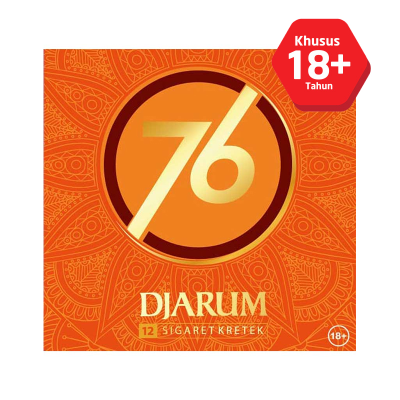 Khusus
18+
Tahun
76
DJARUM
12 SIGARET KRETEK
18+